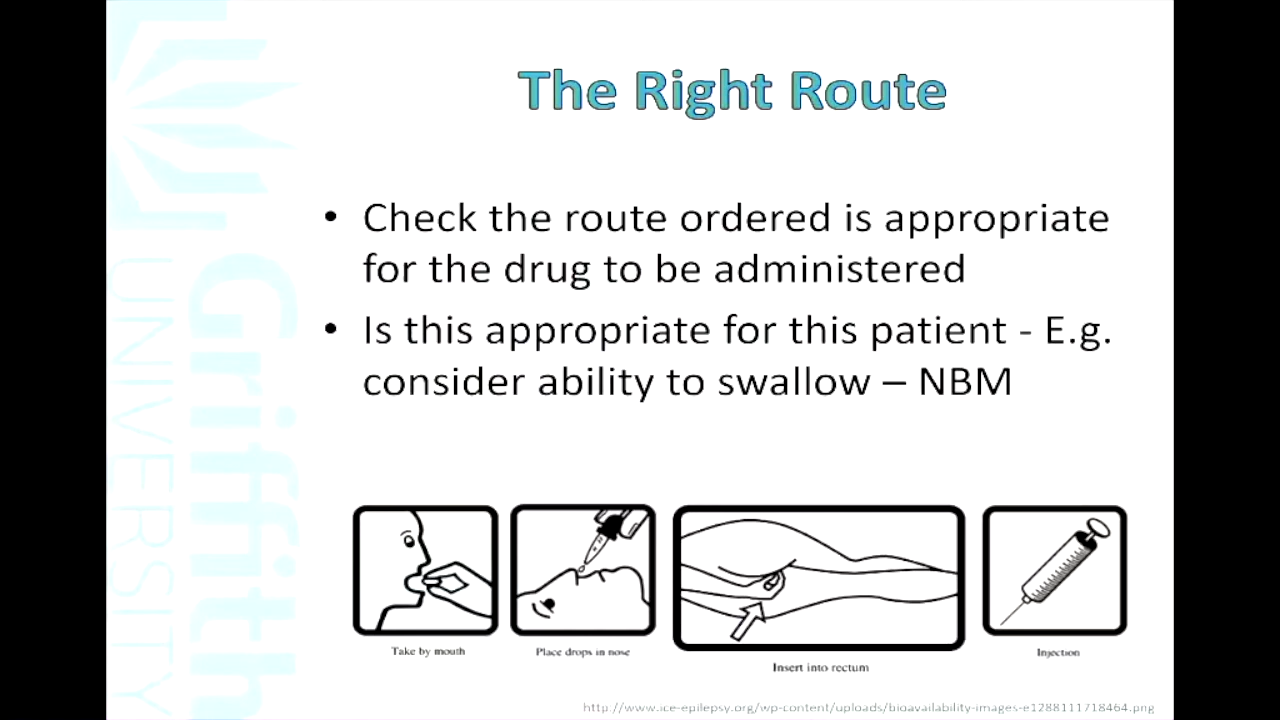 The Right Route
• Check the route ordered is appropriate
for the drug to be administered
• Is this appropriate for this patient - E.g.
consider ability to swallow – NBM
Take by mouth
Place drops in nose
Insert into rectum
Injection
http://www.ice-epilepsy.org/wp-content/uploads/bioavailability-images-e1288111718464.png
Griffith
UNIVERSITY